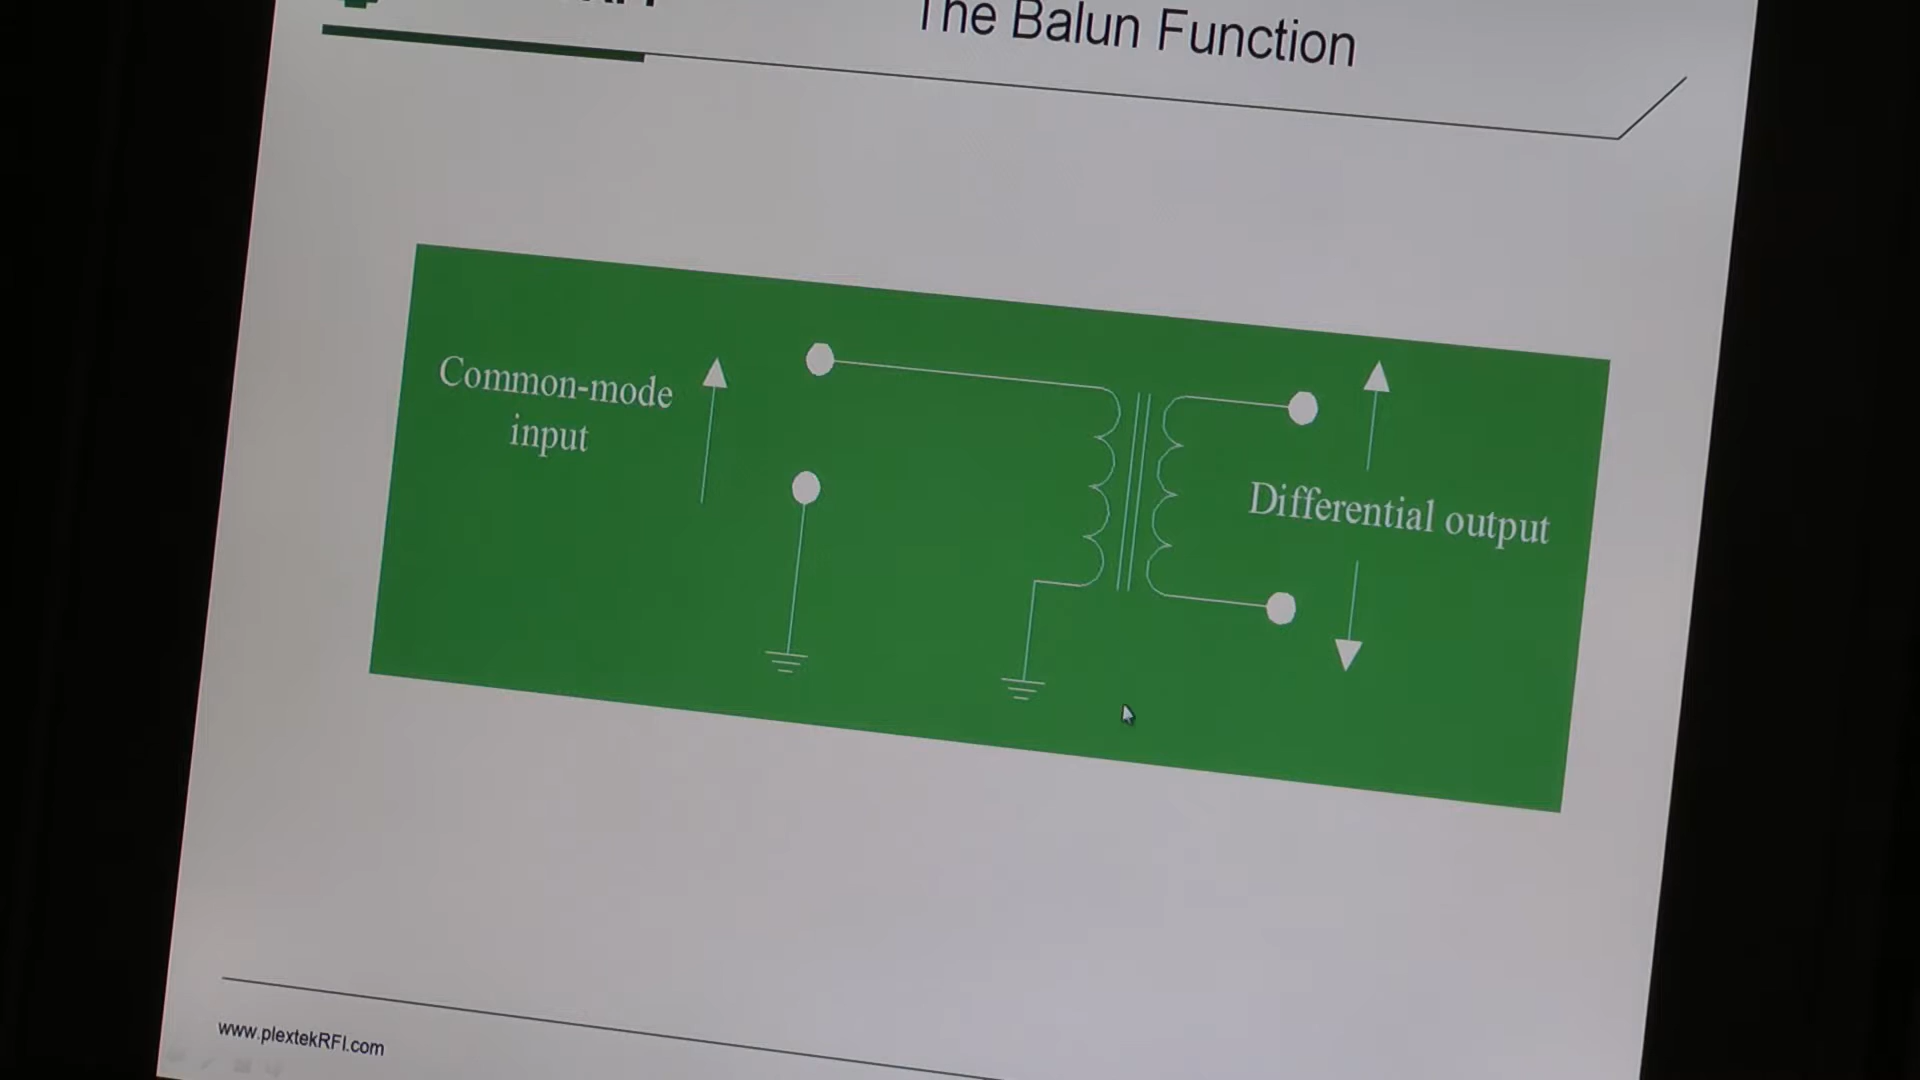 The Balun Function
Common-mode
input
Differential output
www.plextekRFI.com